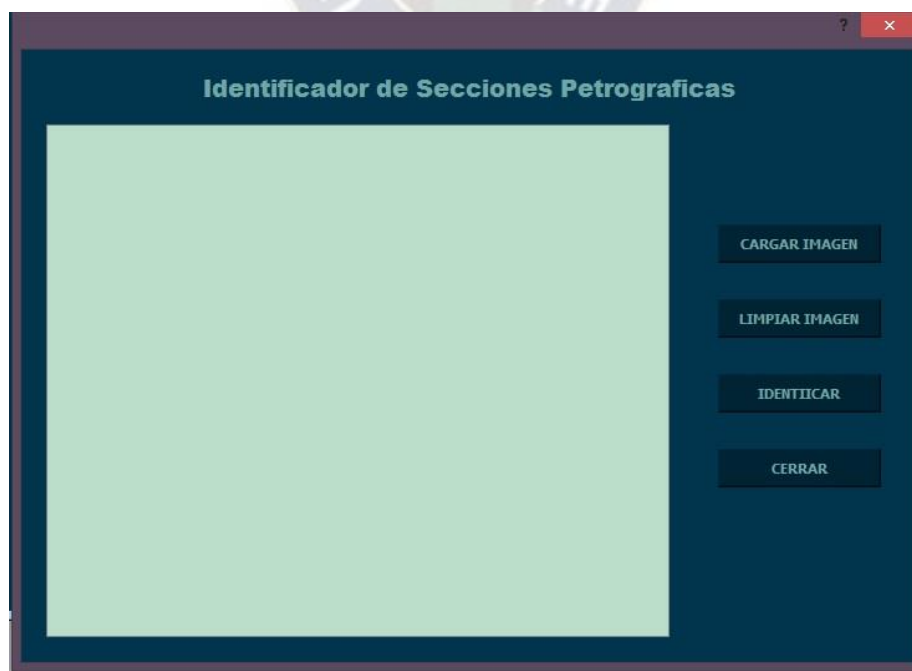 ?
Identificador de Secciones Petrograficas
CARGAR IMAGEN
LIMPIAR IMAGEN
IDENTIICAR
CERRAR